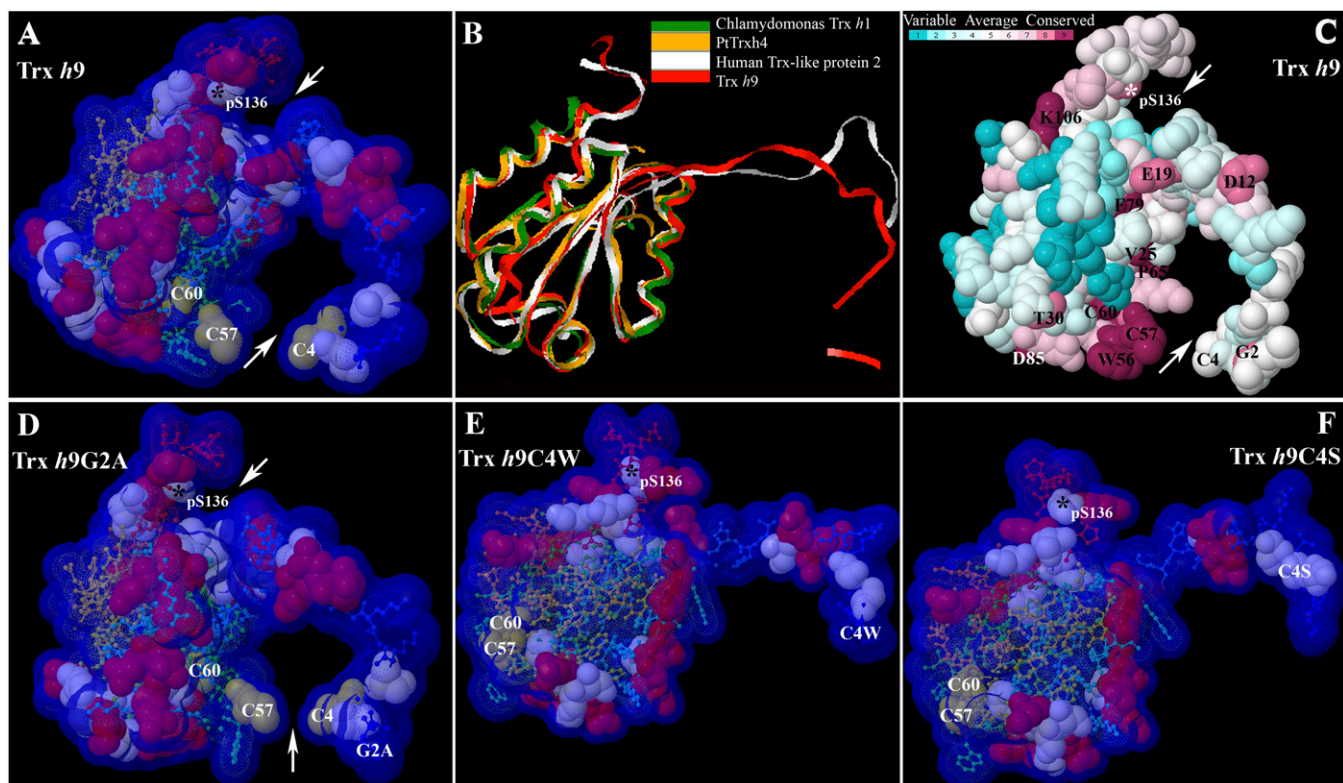 A
Trx h9
*
pS136
C60
C57
C4
B
Chlamydomonas Trx h1
PtTrxh4
Human Trx-like protein 2
Trx h9
Variable Average Conserved
1 2 3 4 5 6 7 8 9
C
Trx h9
*
pS136
K106
E19
D12
F79
V25
P65
T30
C60
C57
D85
W56
C4
G2
D
Trx h9G2A
*
pS136
C60
C57
C4
G2A
E
Trx h9C4W
*
pS136
C60
C57
C4W
F
Trx h9C4S
*
pS136
C4S
C60
C57